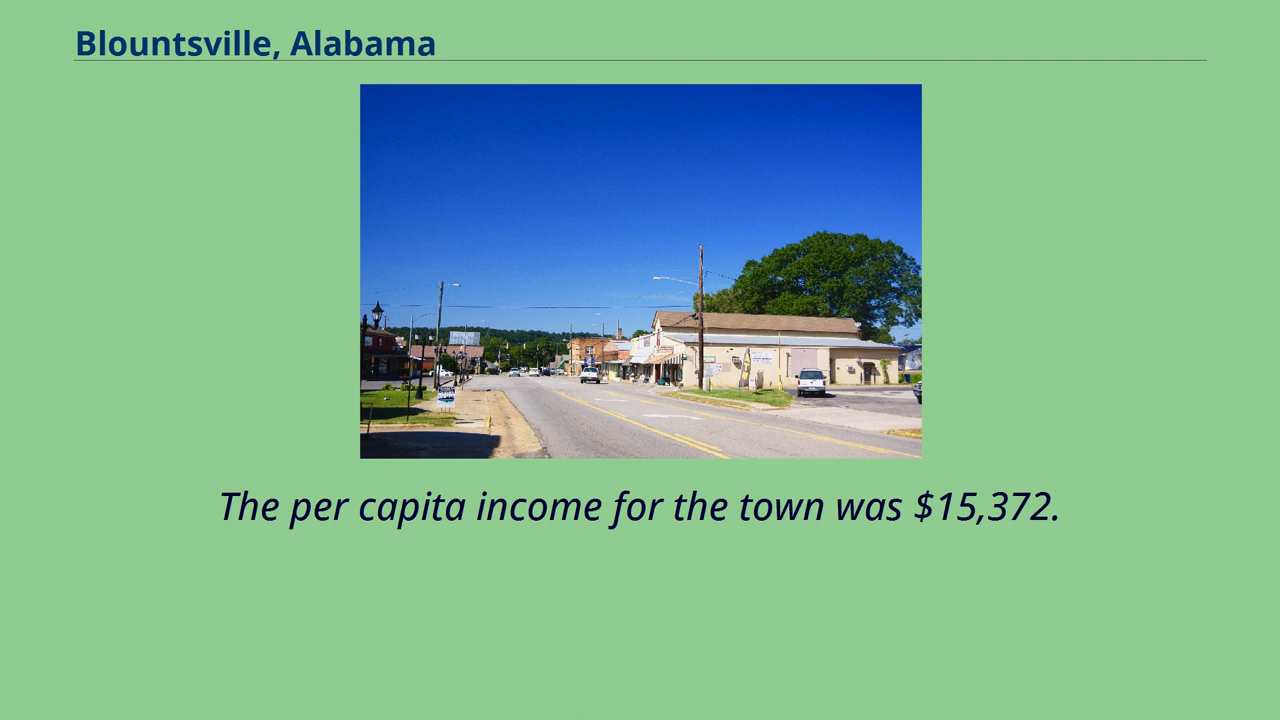 Blountsville, Alabama
The per capita income for the town was $15,372.